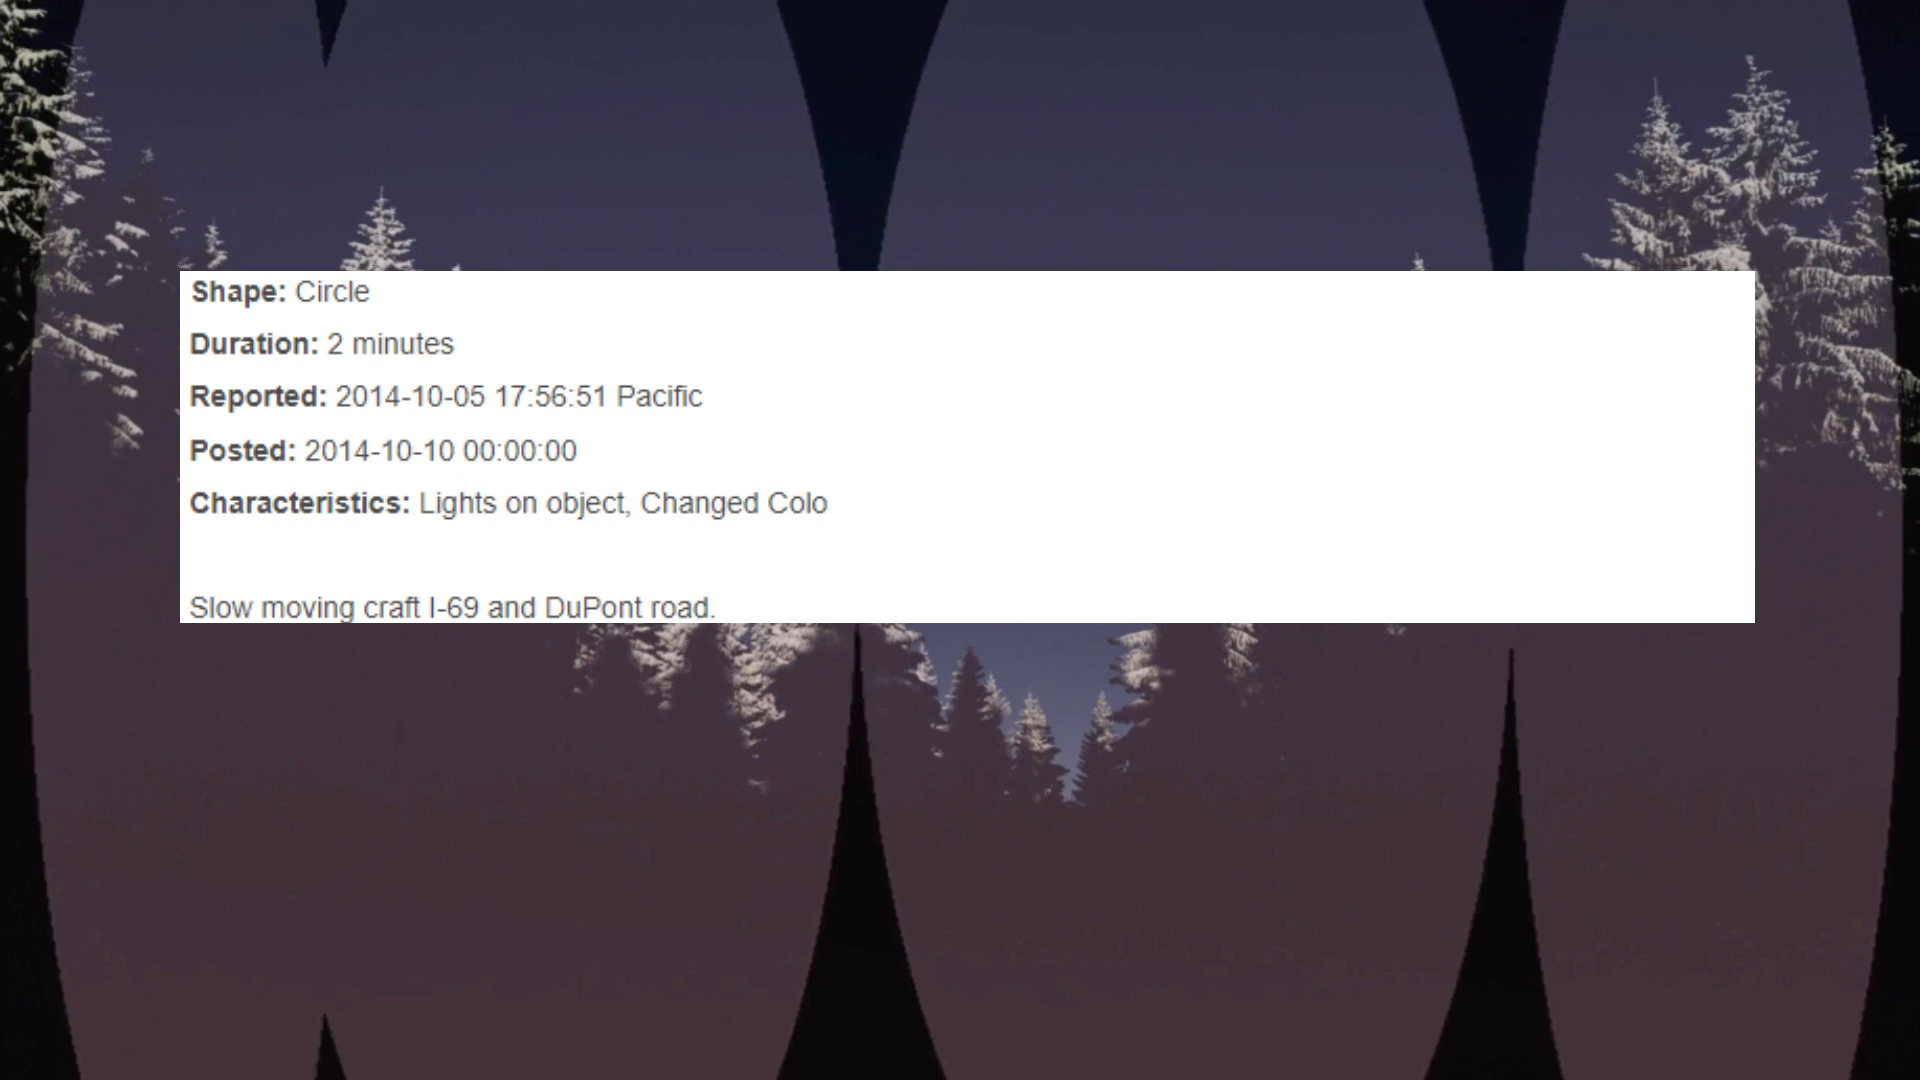 Shape: Circle
Duration: 2 minutes
Reported: 2014-10-05 17:56:51 Pacific
Posted: 2014-10-10 00:00:00
Characteristics: Lights on object, Changed Colo
Slow moving craft I-69 and DuPont road.